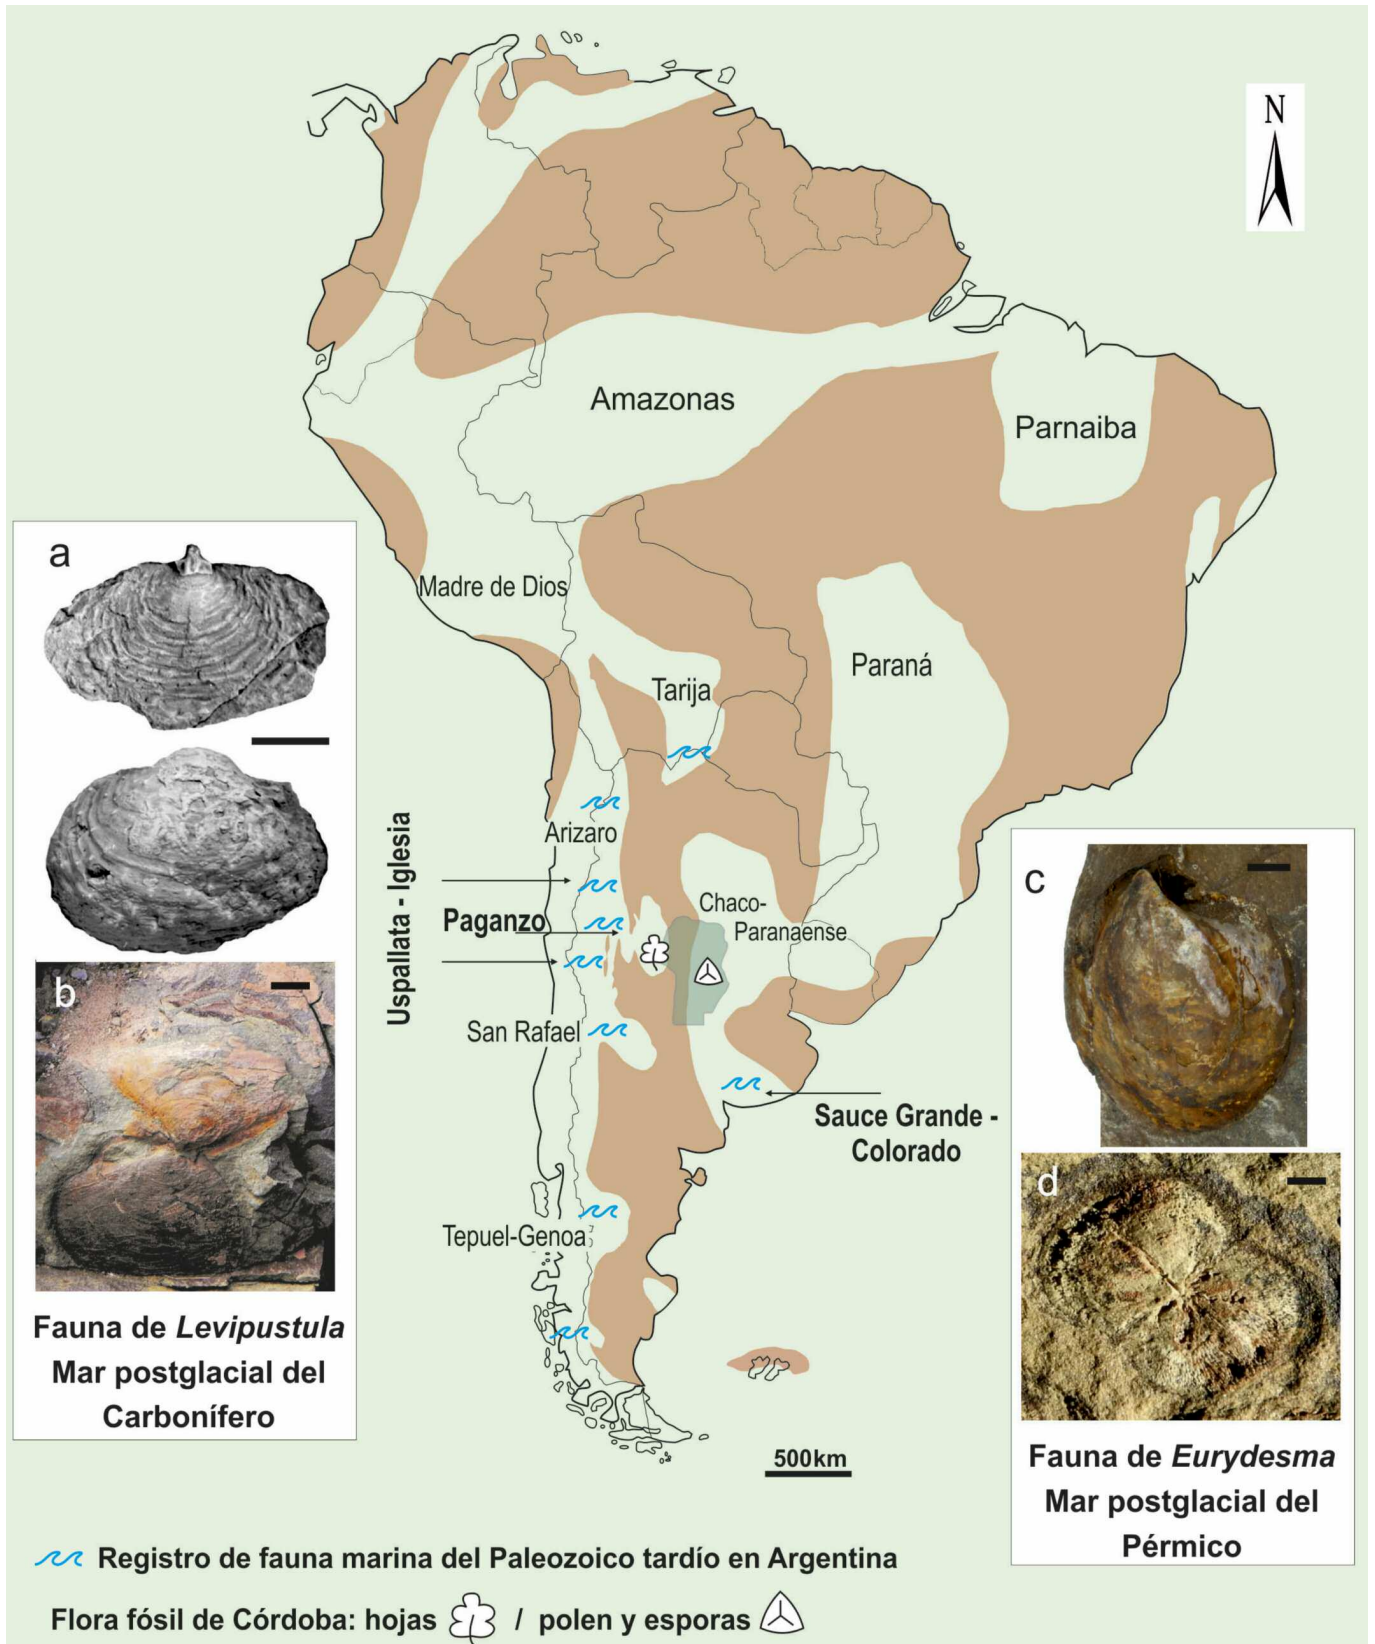 N
Amazonas
Parnaiba
a
Madre de Dios
Paraná
Tarija
Arizaro
Uspallata - Iglesia
Paganzo
Chaco-
Paranaense
San Rafael
Sauce Grande -
Colorado
Tepuel-Genoa
b
Fauna de Levipustula
Mar postglacial del
Carbonífero
c
d
Fauna de Eurydesma
Mar postglacial del
Pérmico
500km
Registro de fauna marina del Paleozoico tardío en Argentina
Flora fósil de Córdoba: hojas / polen y esporas